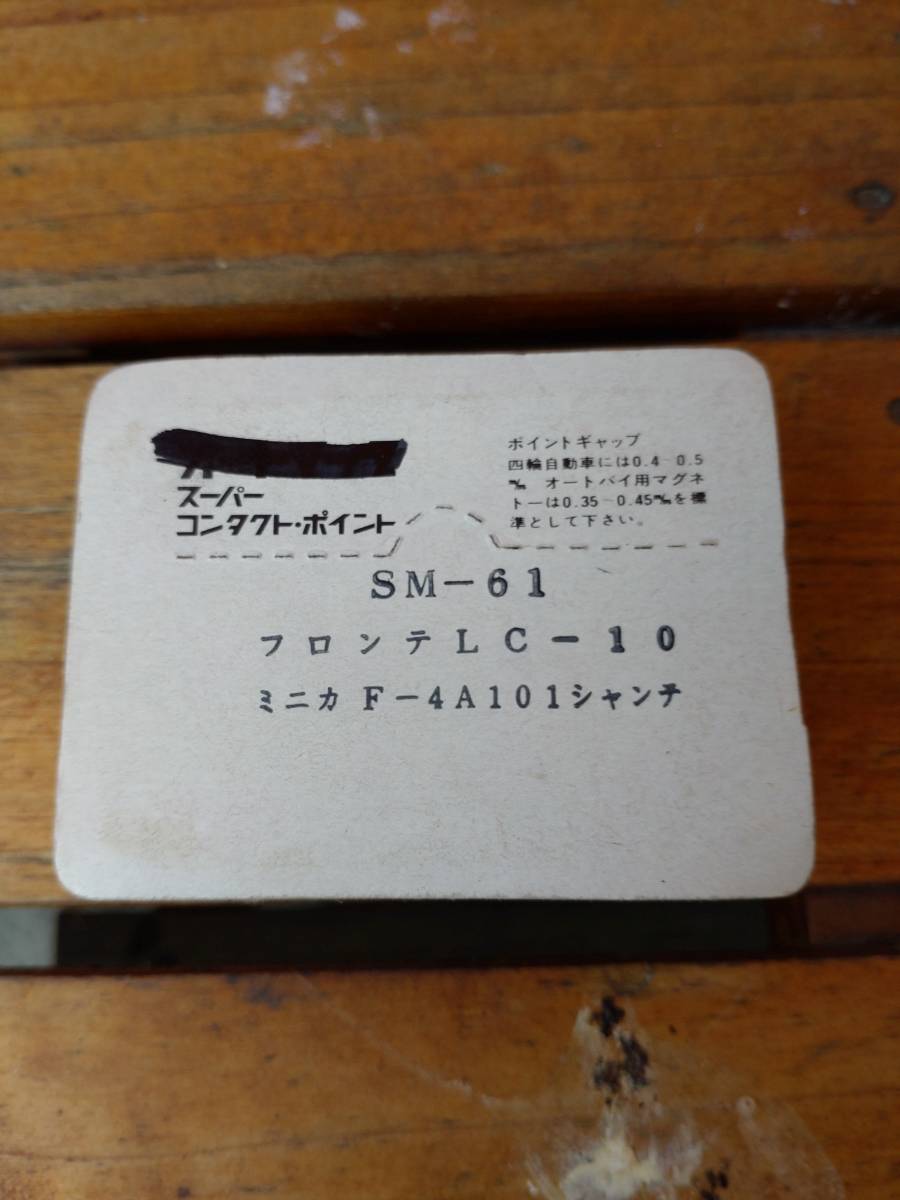 スーパー
コンタクト・ポイント
ポイントギャップ
四輪自動車には0.4~0.5
㎜ オートバイ用マグネ
トーは0.35~0.45㎜を標
準として下さい。
SM-61
フロンテLC-10
ミニカ F-4A101シャンテ